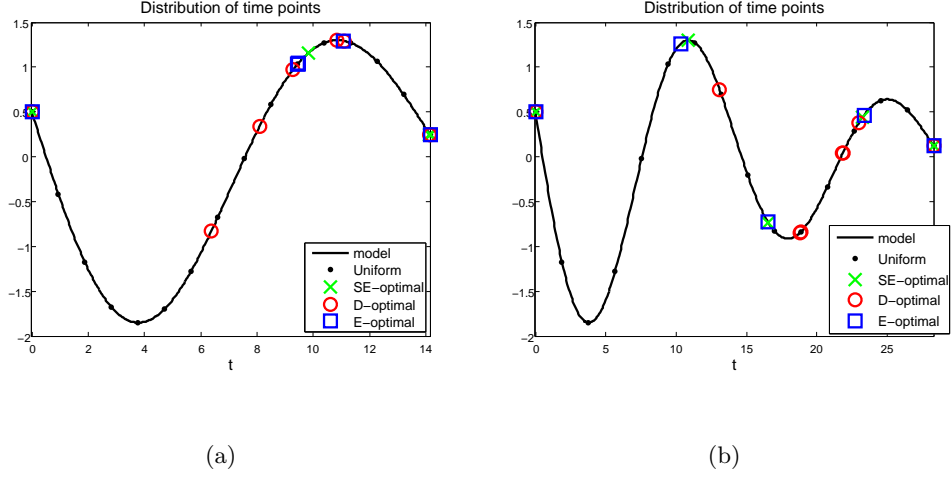 Distribution of time points
1.5
1
0.5
0
−0.5
−1
−1.5
−2
0
2
4
6
8
10
12
14
t
model
Uniform
SE−optimal
D−optimal
E−optimal
(a)
Distribution of time points
1.5
1
0.5
0
−0.5
−1
−1.5
−2
0
5
10
15
20
25
t
model
Uniform
SE−optimal
D−optimal
E−optimal
(b)